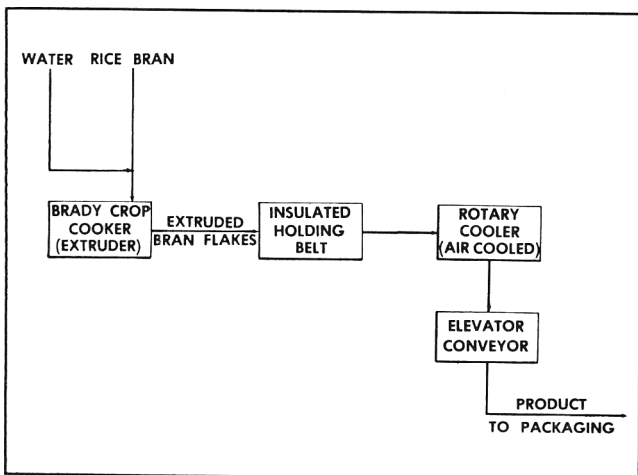 WATER RICE BRAN
BRADY CROP
COOKER
(EXTRUDER)
EXTRUDED
BRAN FLAKES
INSULATED
HOLDING
BELT
ROTARY
COOLER
(AIR COOLED)
ELEVATOR
CONVEYOR
PRODUCT
TO PACKAGING